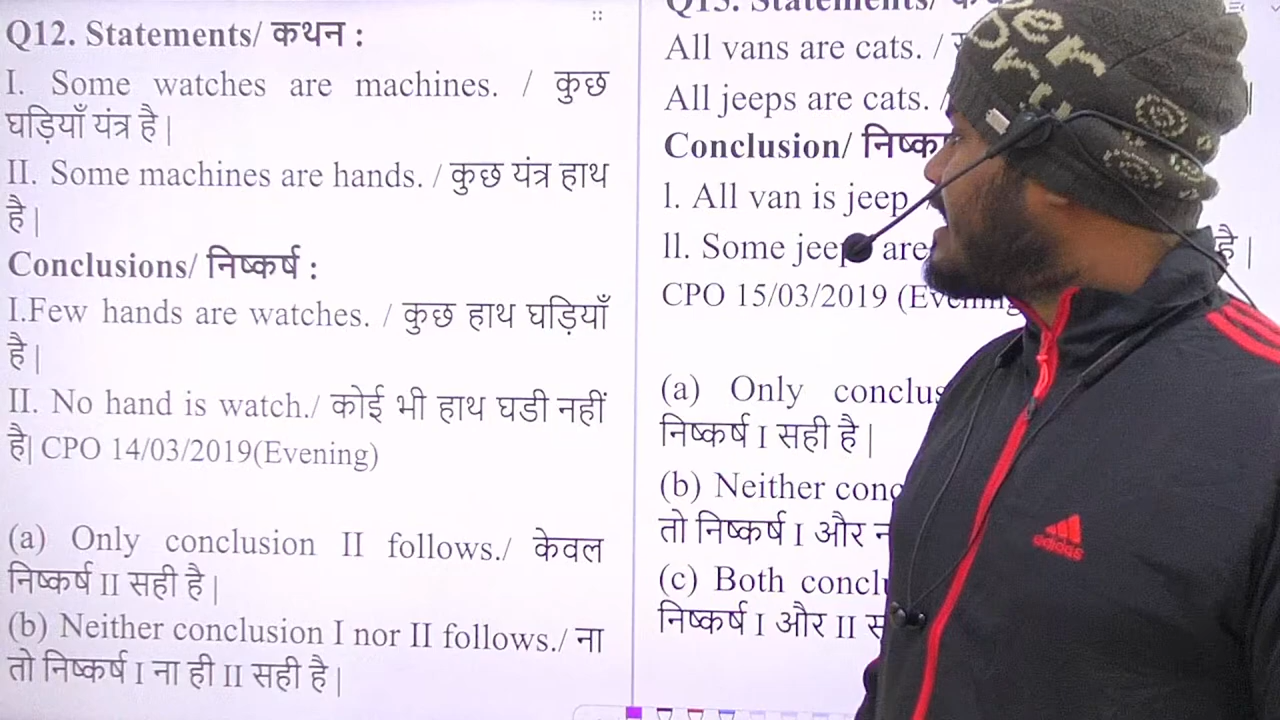 Q12. Statements/ कथन :
I. Some watches are machines. / कुछ
घड़ियाँ यंत्र है |
II. Some machines are hands. / कुछ यंत्र हाथ
है |
Conclusions/ निष्कर्ष :
I.Few hands are watches. / कुछ हाथ घड़ियाँ
है |
II. No hand is watch./ कोई भी हाथ घडी नहीं
है| CPO 14/03/2019(Evening)
(a) Only conclusion II follows./ केवल
निष्कर्ष II सही है |
(b) Neither conclusion I nor II follows./ ना
तो निष्कर्ष I ना ही II सही है |
Q13. Statements/
All vans are cats. /
All jeeps are cats. /
Conclusion/
l. All van is jeep
ll. Some are है |
CPO 15/03/2019 (Evening
(a) Only
निष्कर्ष I सही है |
(b) Neither
तो निष्कर्ष I और
(c) Both
निष्कर्ष I और II
adidas